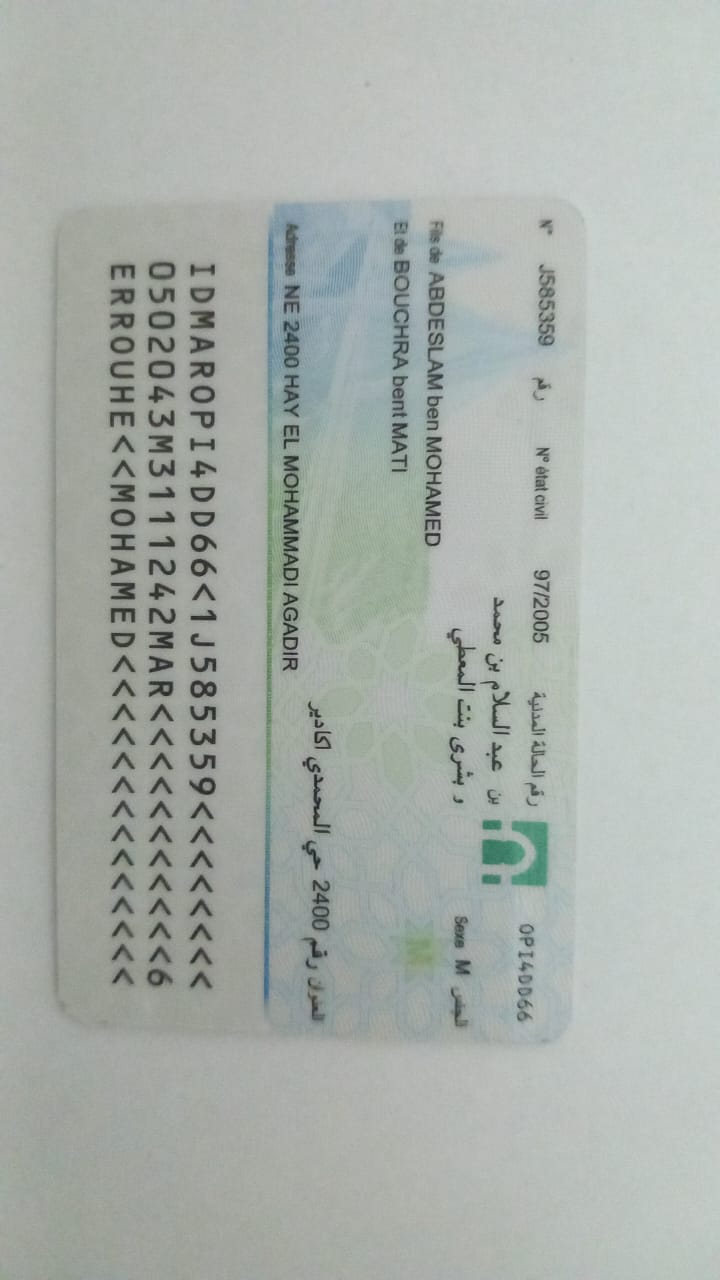 N° J585359 رقم N° état civil 97/2005 رقم الحالة المدنية OPI4DD66
بن عبد السلام بن محمد
Fils de ABDESLAM ben MOHAMED
و بشرى بنت المعطي Sexe M الجنس
Et de BOUCHRA bent MATI
M
العنوان رقم 2400 حي المحمدي اكادير
Adresse NE 2400 HAY EL MOHAMMADI AGADIR
IDMAROPI4DD66<1J585359<<<<<<<<
0502043M3111242MAR<<<<<<<<<<<6
ERROUHE<<MOHAMED<<<<<<<<<<<<<<